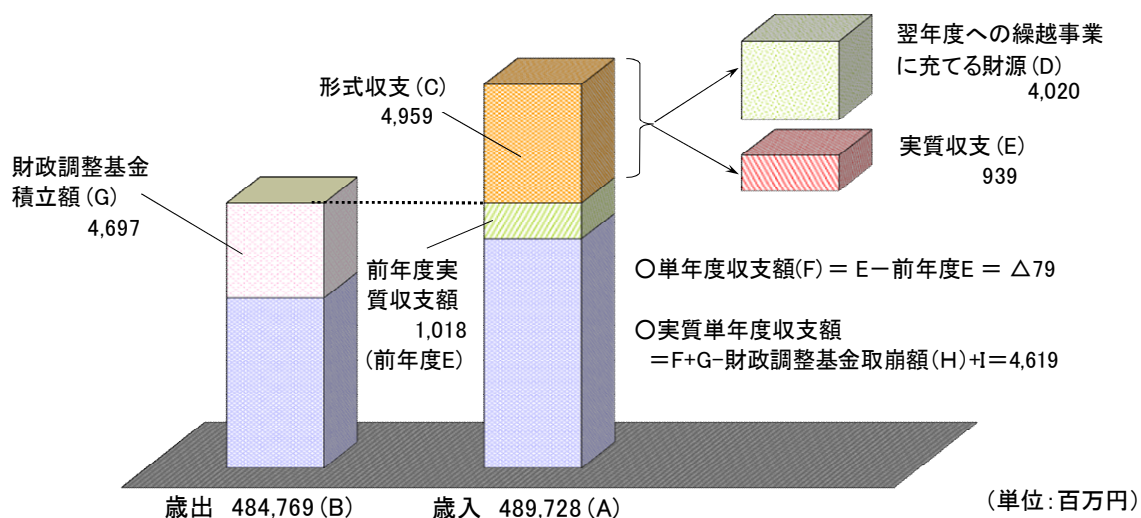 翌年度への繰越事業
に充てる財源(D)
4,020
形式収支(C)
4,959
実質収支(E)
939
財政調整基金
積立額(G)
4,697
前年度実
質収支額
1,018
(前年度E)
○単年度収支額(F) = E-前年度E = △79
○実質単年度収支額
=F+G-財政調整基金取崩額(H)+I=4,619
歳出 484,769(B)
歳入 489,728(A)
(単位:百万円)